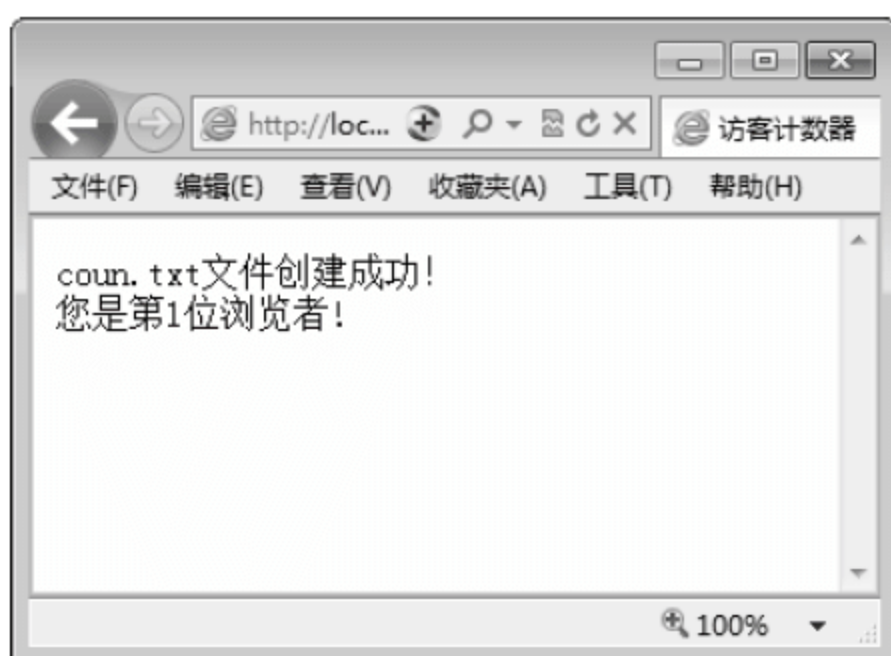 http://loc...
访客计数器
文件(F) 编辑(E) 查看(V) 收藏夹(A) 工具(T) 帮助(H)
coun.txt文件创建成功!
您是第1位浏览者!
100%